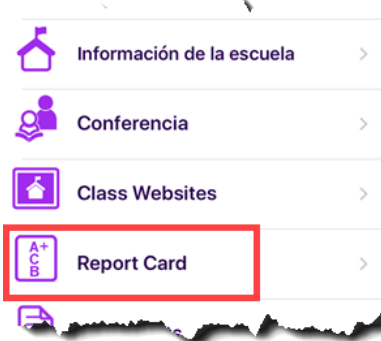 Información de la escuela
Conferencia
Class Websites
A+
C
B
Report Card